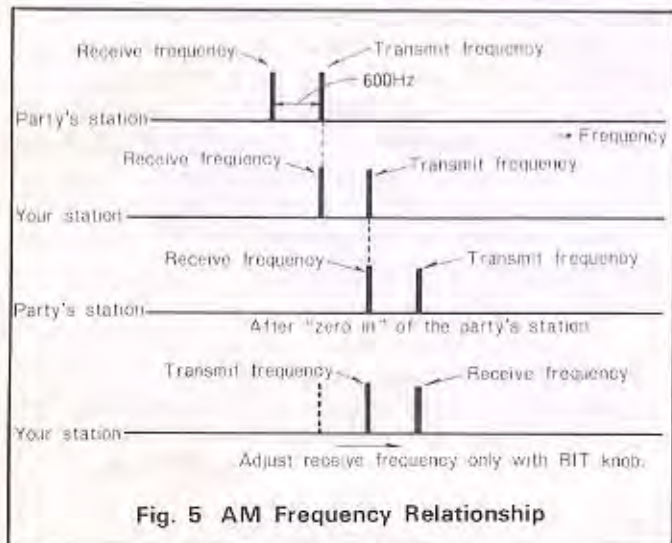 Receive frequency Transmit frequency
600Hz
Party's station
→ Frequency
Receive frequency Transmit frequency
Your station
Receive frequency Transmit frequency
Party's station
After "zero in" of the party's station
Transmit frequency Receive frequency
Your station
Adjust receive frequency only with RIT knob.
Fig. 5 AM Frequency Relationship